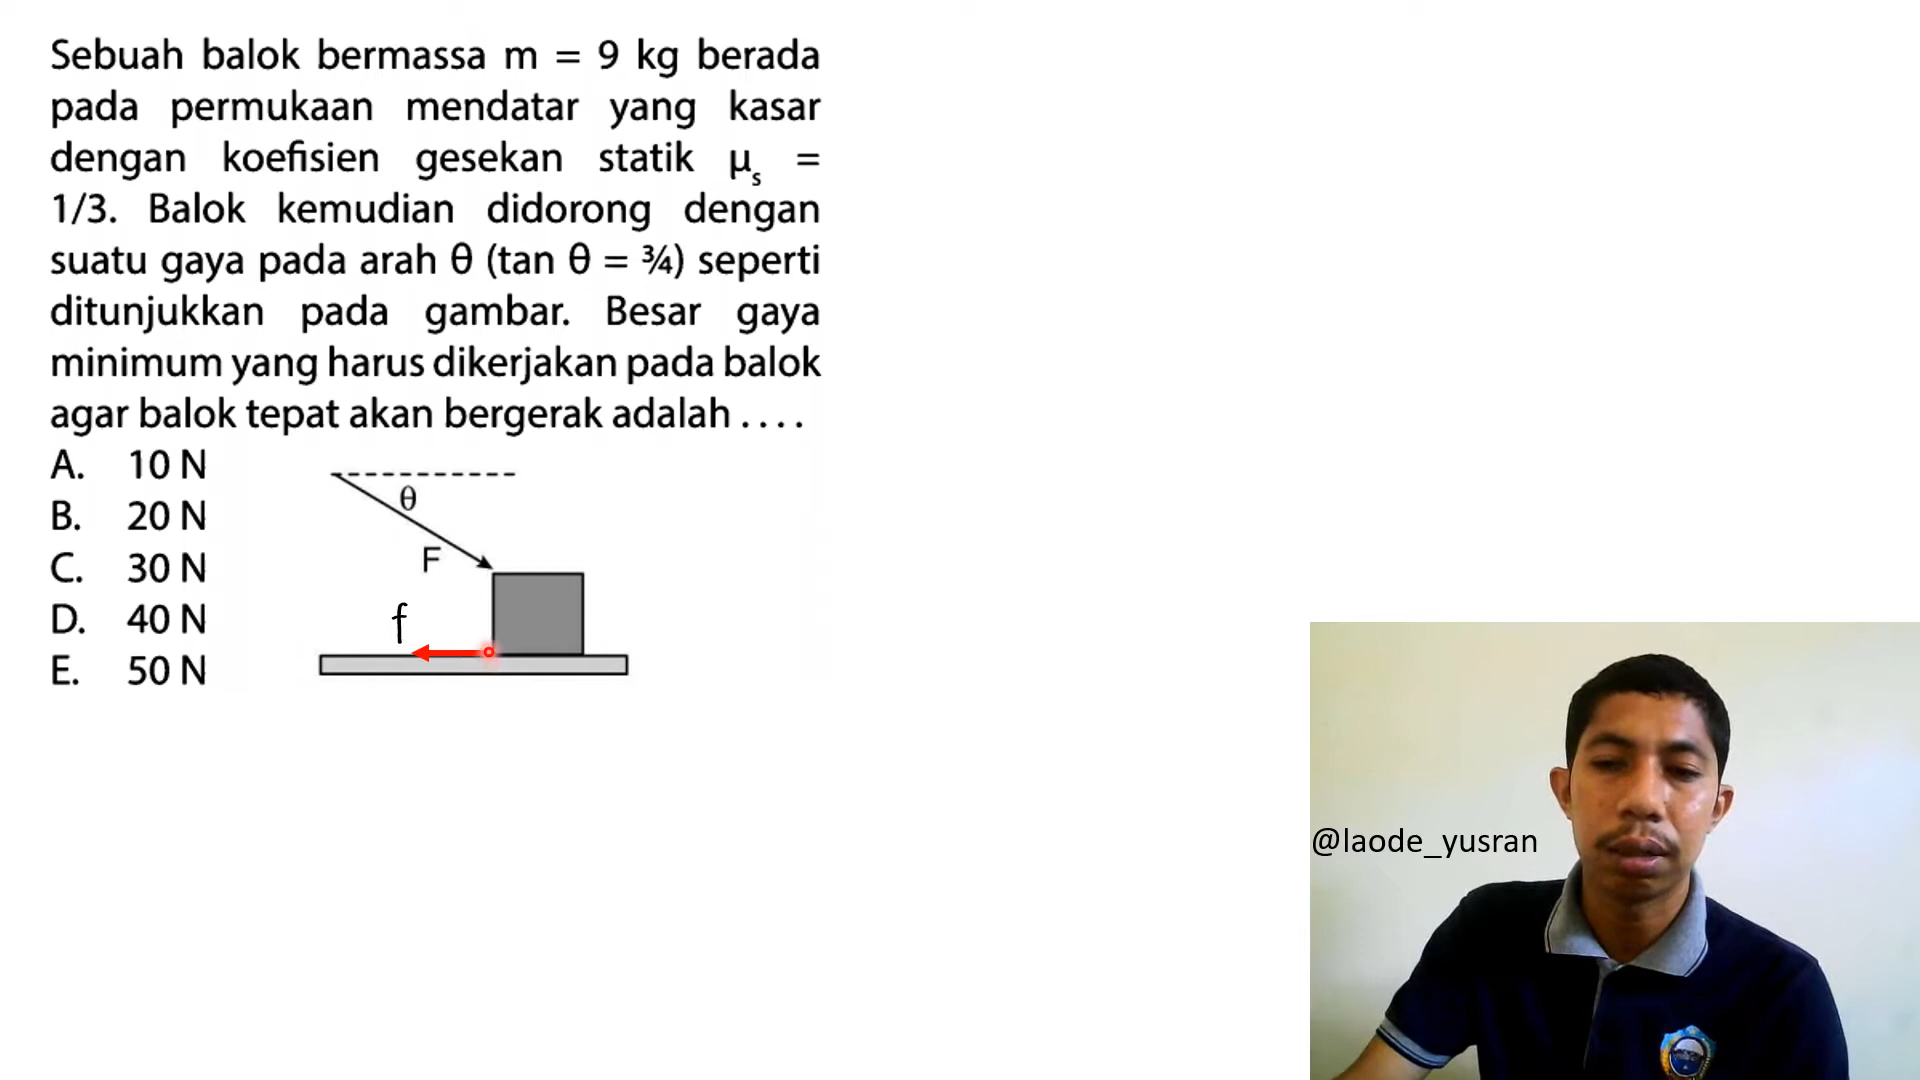 Sebuah balok bermassa m = 9 kg berada
pada permukaan mendatar yang kasar
dengan koefisien gesekan statik μs =
1/3. Balok kemudian didorong dengan
suatu gaya pada arah θ (tan θ = ¾) seperti
ditunjukkan pada gambar. Besar gaya
minimum yang harus dikerjakan pada balok
agar balok tepat akan bergerak adalah . . . .
A. 10 N
B. 20 N
C. 30 N
D. 40 N
E. 50 N
θ
F
f
@laode_yusran